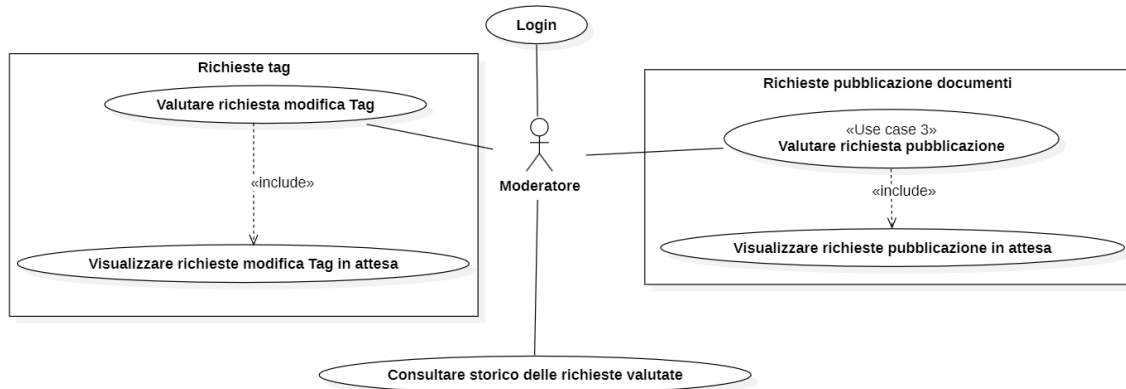 Login
Richieste tag
Valutare richiesta modifica Tag
«include»
Visualizzare richieste modifica Tag in attesa
Moderatore
Richieste pubblicazione documenti
«Use case 3»
Valutare richiesta pubblicazione
«include»
Visualizzare richieste pubblicazione in attesa
Consultare storico delle richieste valutate